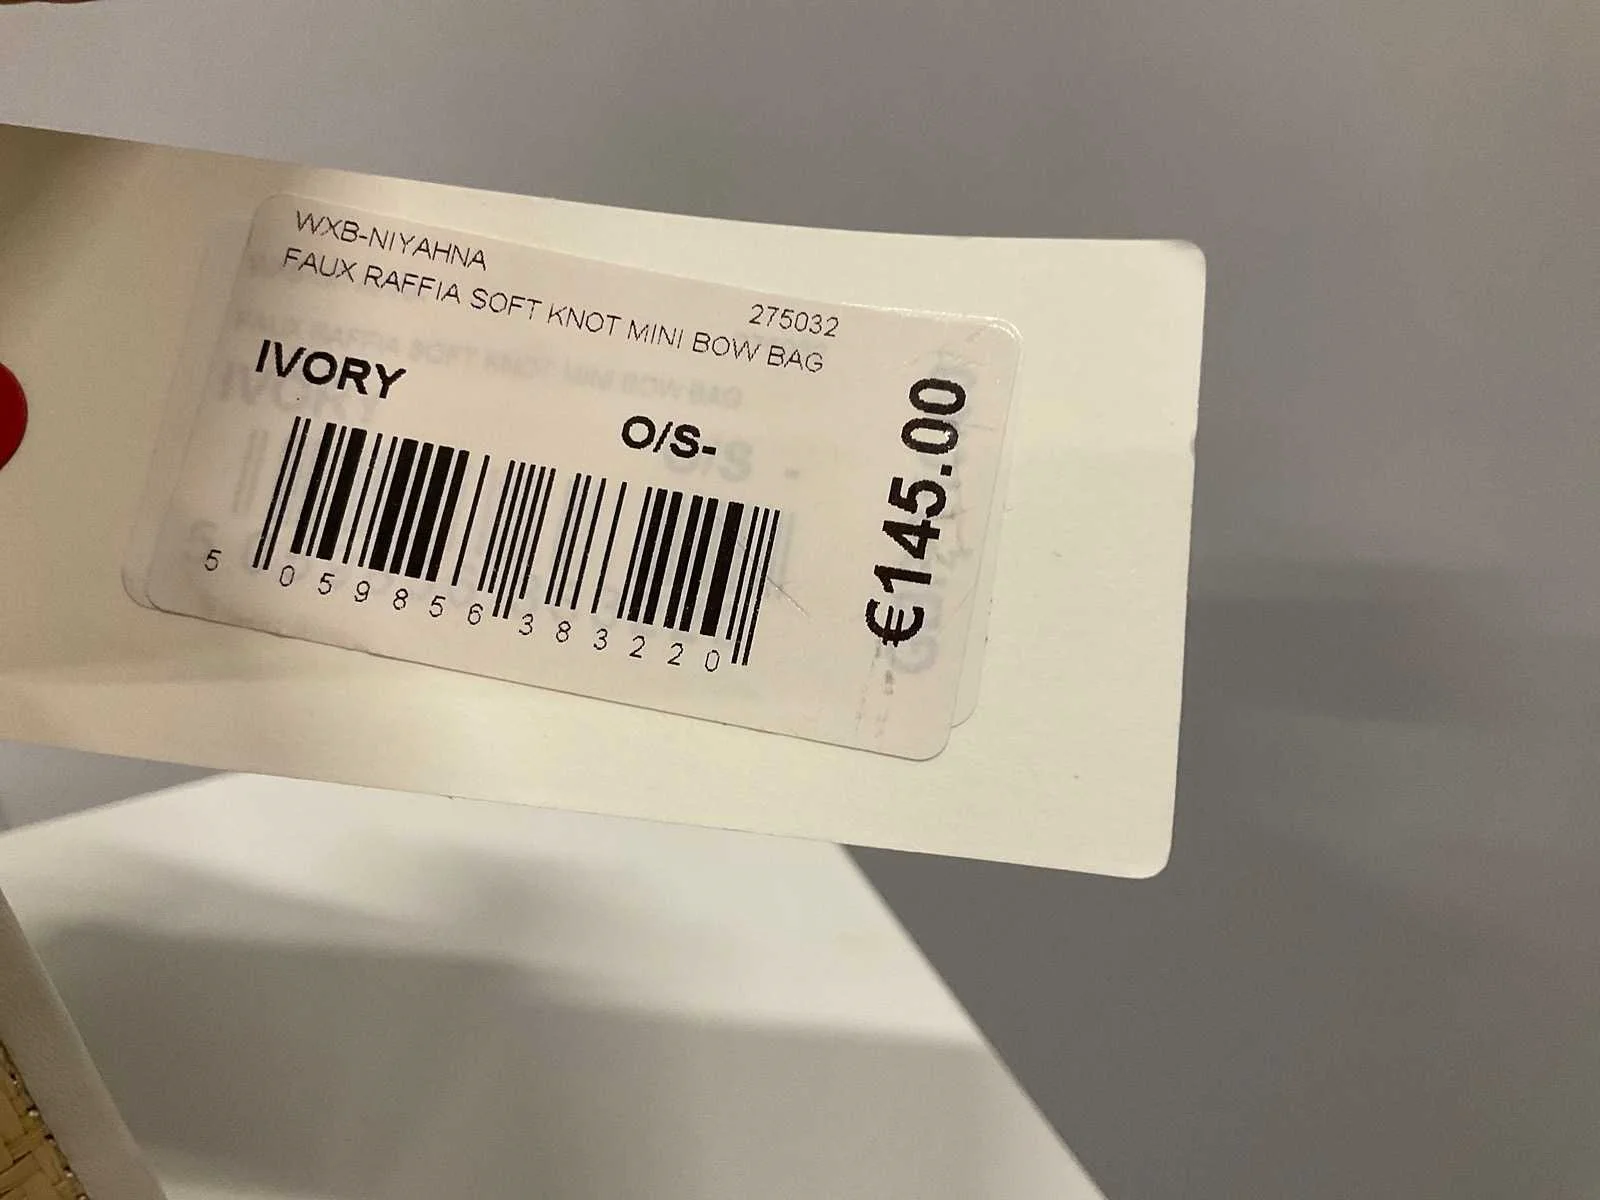 WXB-NIYAHNA
275032
FAUX RAFFIA SOFT KNOT MINI BOW BAG
IVORY
O/S-
€145.00
5 059856 383220